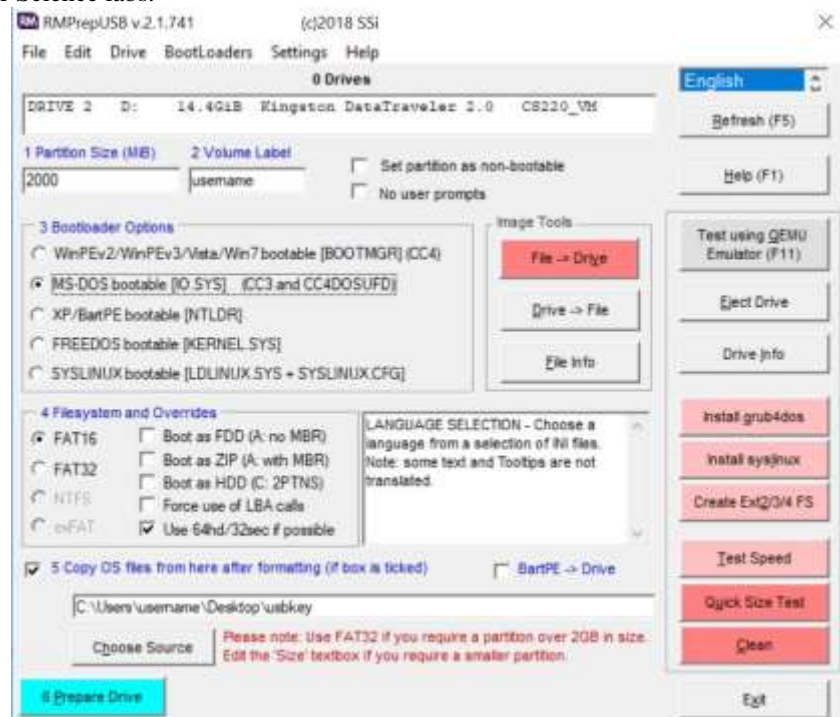 Science labs.
RMPrepUSB v.2.1.741 (c)2018 SSi
File Edit Drive BootLoaders Settings Help
0 Drives
English
DRIVE 2 D: 14.4GiB Kingston DataTraveler 2.0 CS220_VM
Refresh (F5)
1 Partition Size (MiB) 2 Volume Label
Set partition as non-bootable
2000 username
No user prompts
Help (F1)
3 Bootloader Options
WinPEv2/WinPEv3/Vista/Win7 bootable [BOOTMGR] (CC4)
MS-DOS bootable [IO.SYS] (CC3 and CC4DOSUFD)
XP/BartPE bootable [NTLDR]
FREEDOS bootable [KERNEL.SYS]
SYSLINUX bootable [LDLINUX.SYS + SYSLINUX.CFG]
Image Tools
File -> Drive
Drive -> File
File Info
Test using QEMU
Emulator (F11)
Eject Drive
Drive Info
4 Filesystem and Overrides
FAT16
FAT32
NTFS
exFAT
Boot as FDD (A: no MBR)
Boot as ZIP (A: with MBR)
Boot as HDD (C: 2PTNS)
Force use of LBA calls
Use 64hd/32sec if possible
LANGUAGE SELECTION - Choose a
language from a selection of INI files.
Note: some text and Tooltips are not
translated.
Install grub4dos
Install syslinux
Create Ext2/3/4 FS
5 Copy OS files from here after formatting (if box is ticked)
BartPE -> Drive
Test Speed
C:\Users\username\Desktop\usbkey
Quick Size Test
Choose Source
Please note: Use FAT32 if you require a partition over 2GB in size.
Edit the 'Size' textbox if you require a smaller partition.
Clean
6 Prepare Drive
Exit